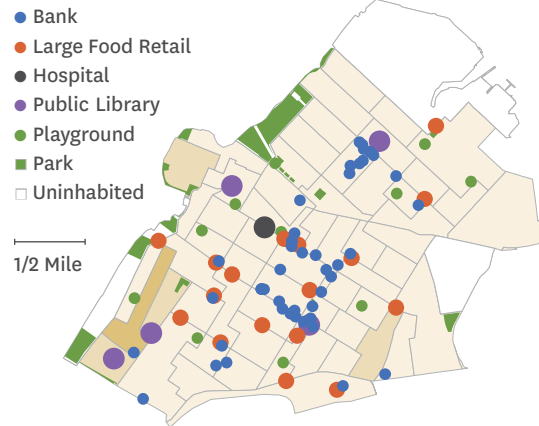 Bank
Large Food Retail
Hospital
Public Library
Playground
Park
Uninhabited
1/2 Mile